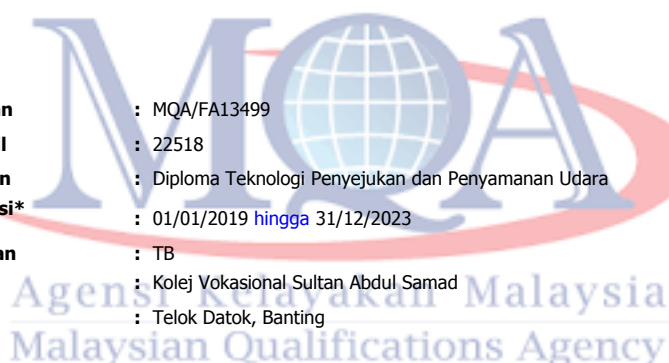 MQA
an : MQA/FA13499
l : 22518
n : Diploma Teknologi Penyejukan dan Penyamanan Udara
si* : 01/01/2019 hingga 31/12/2023
an : TB
: Kolej Vokasional Sultan Abdul Samad
: Telok Datok, Banting
Agensi Kelayakan Malaysia
Malaysian Qualifications Agency